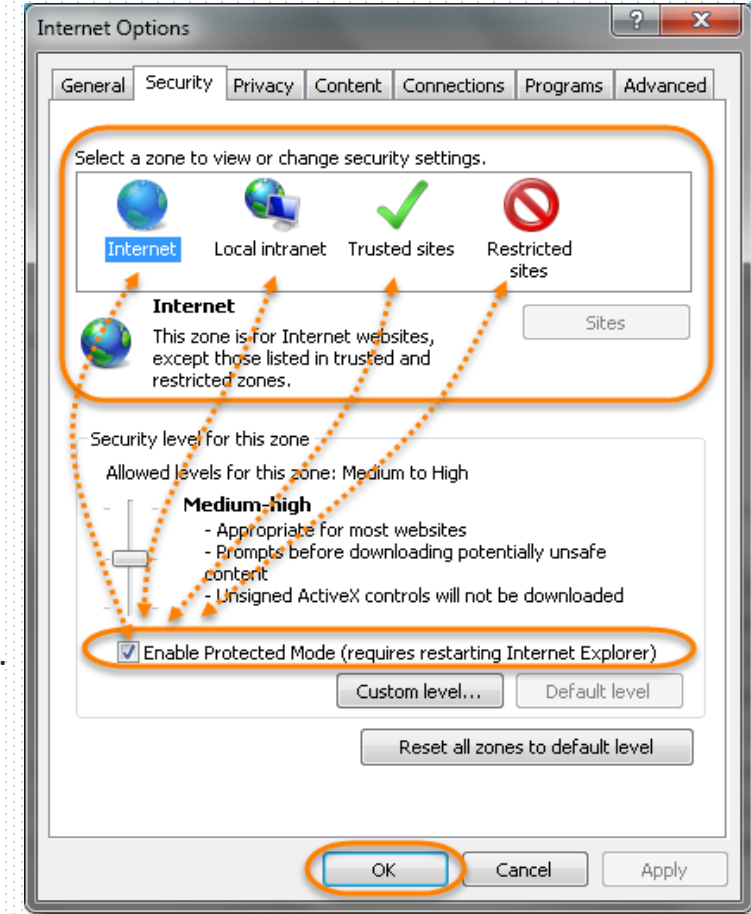 Internet Options
?
X
General Security Privacy Content Connections Programs Advanced
Select a zone to view or change security settings.
Internet Local intranet Trusted sites Restricted
sites
Internet
Sites
This zone is for Internet websites,
except those listed in trusted and
restricted zones.
Security level for this zone
Allowed levels for this zone: Medium to High
Medium-high
- Appropriate for most websites
- Prompts before downloading potentially unsafe
content
- Unsigned ActiveX controls will not be downloaded
Enable Protected Mode (requires restarting Internet Explorer)
Custom level... Default level
Reset all zones to default level
OK Cancel Apply